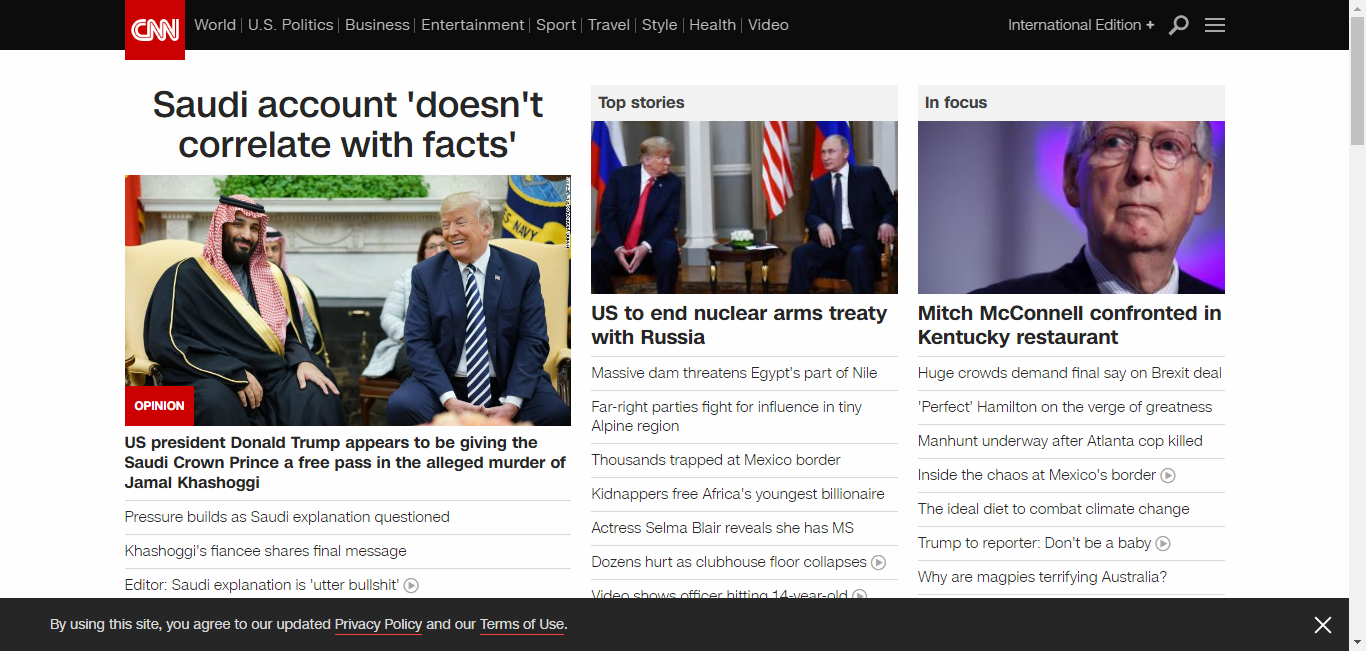 CNN
World
U.S. Politics
Business
Entertainment
Sport
Travel
Style
Health
Video
International Edition +
Saudi account 'doesn't
correlate with facts'
S. NAVY
OPINION
US president Donald Trump appears to be giving the
Saudi Crown Prince a free pass in the alleged murder of
Jamal Khashoggi
Pressure builds as Saudi explanation questioned
Khashoggi's fiancee shares final message
Editor: Saudi explanation is 'utter bullshit'
Top stories
US to end nuclear arms treaty
with Russia
Massive dam threatens Egypt's part of Nile
Far-right parties fight for influence in tiny
Alpine region
Thousands trapped at Mexico border
Kidnappers free Africa's youngest billionaire
Actress Selma Blair reveals she has MS
Dozens hurt as clubhouse floor collapses
Video shows officer hitting 14-year-old
In focus
Mitch McConnell confronted in
Kentucky restaurant
Huge crowds demand final say on Brexit deal
'Perfect' Hamilton on the verge of greatness
Manhunt underway after Atlanta cop killed
Inside the chaos at Mexico's border
The ideal diet to combat climate change
Trump to reporter: Don't be a baby
Why are magpies terrifying Australia?
By using this site, you agree to our updated Privacy Policy and our Terms of Use.